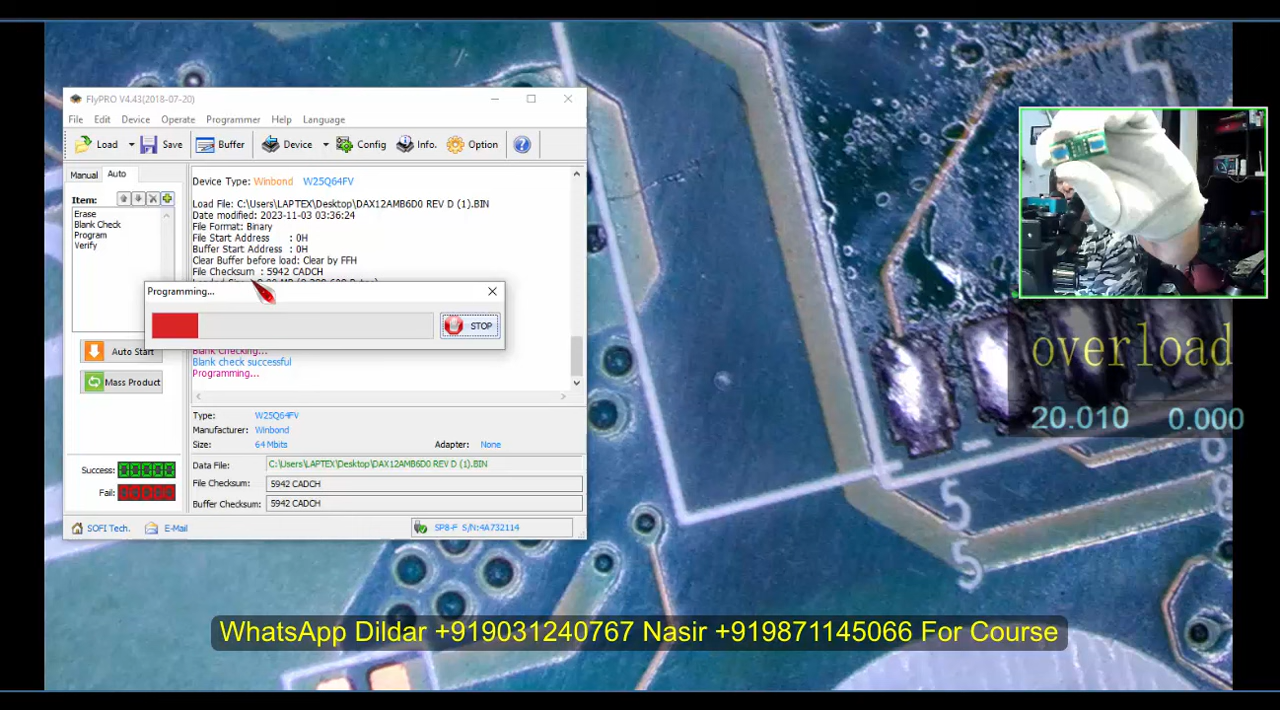 FlyPRO V4.43(2018-07-20)
File Edit Device Operate Programmer Help Language
Load Save Buffer Device Config Info. Option
Manual Auto
Item:
Erase
Blank Check
Program
Verify
Auto Start
Mass Product
Success:
Fail:
Device Type: Winbond W25Q64FV
Load File: C:\Users\LAPTEX\Desktop\DAX12AMB6D0 REV D (1).BIN
Date modified: 2023-11-03 03:36:24
File Format: Binary
File Start Address : 0H
Buffer Start Address : 0H
Clear Buffer before load: Clear by FFH
File Checksum : 5942 CADCH
Programming...
STOP
Blank Checking...
Blank check successful
Programming...
Type: W25Q64FV
Manufacturer: Winbond
Size: 64 Mbits Adapter: None
Data File: C:\Users\LAPTEX\Desktop\DAX12AMB6D0 REV D (1).BIN
File Checksum: 5942 CADCH
Buffer Checksum: 5942 CADCH
SOFI Tech. E-Mail SP8-F S/N:4A732114
overload
20.010 0.000
5
5
WhatsApp Dildar +919031240767 Nasir +919871145066 For Course